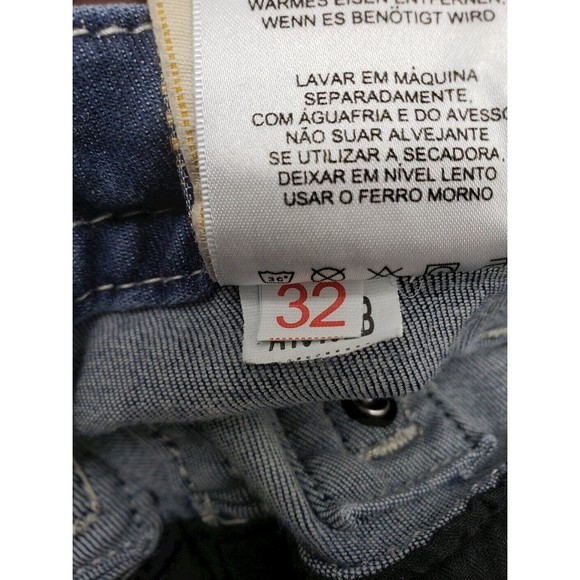 WARMES EISEN ENTFERNEN,
WENN ES BENÖTIGT WIRD
LAVAR EM MÁQUINA
SEPARADAMENTE,
COM ÁGUAFRIA E DO AVESSO
NÃO SUAR ALVEJANTE
SE UTILIZAR A SECADORA,
DEIXAR EM NÍVEL LENTO
USAR O FERRO MORNO
32
B